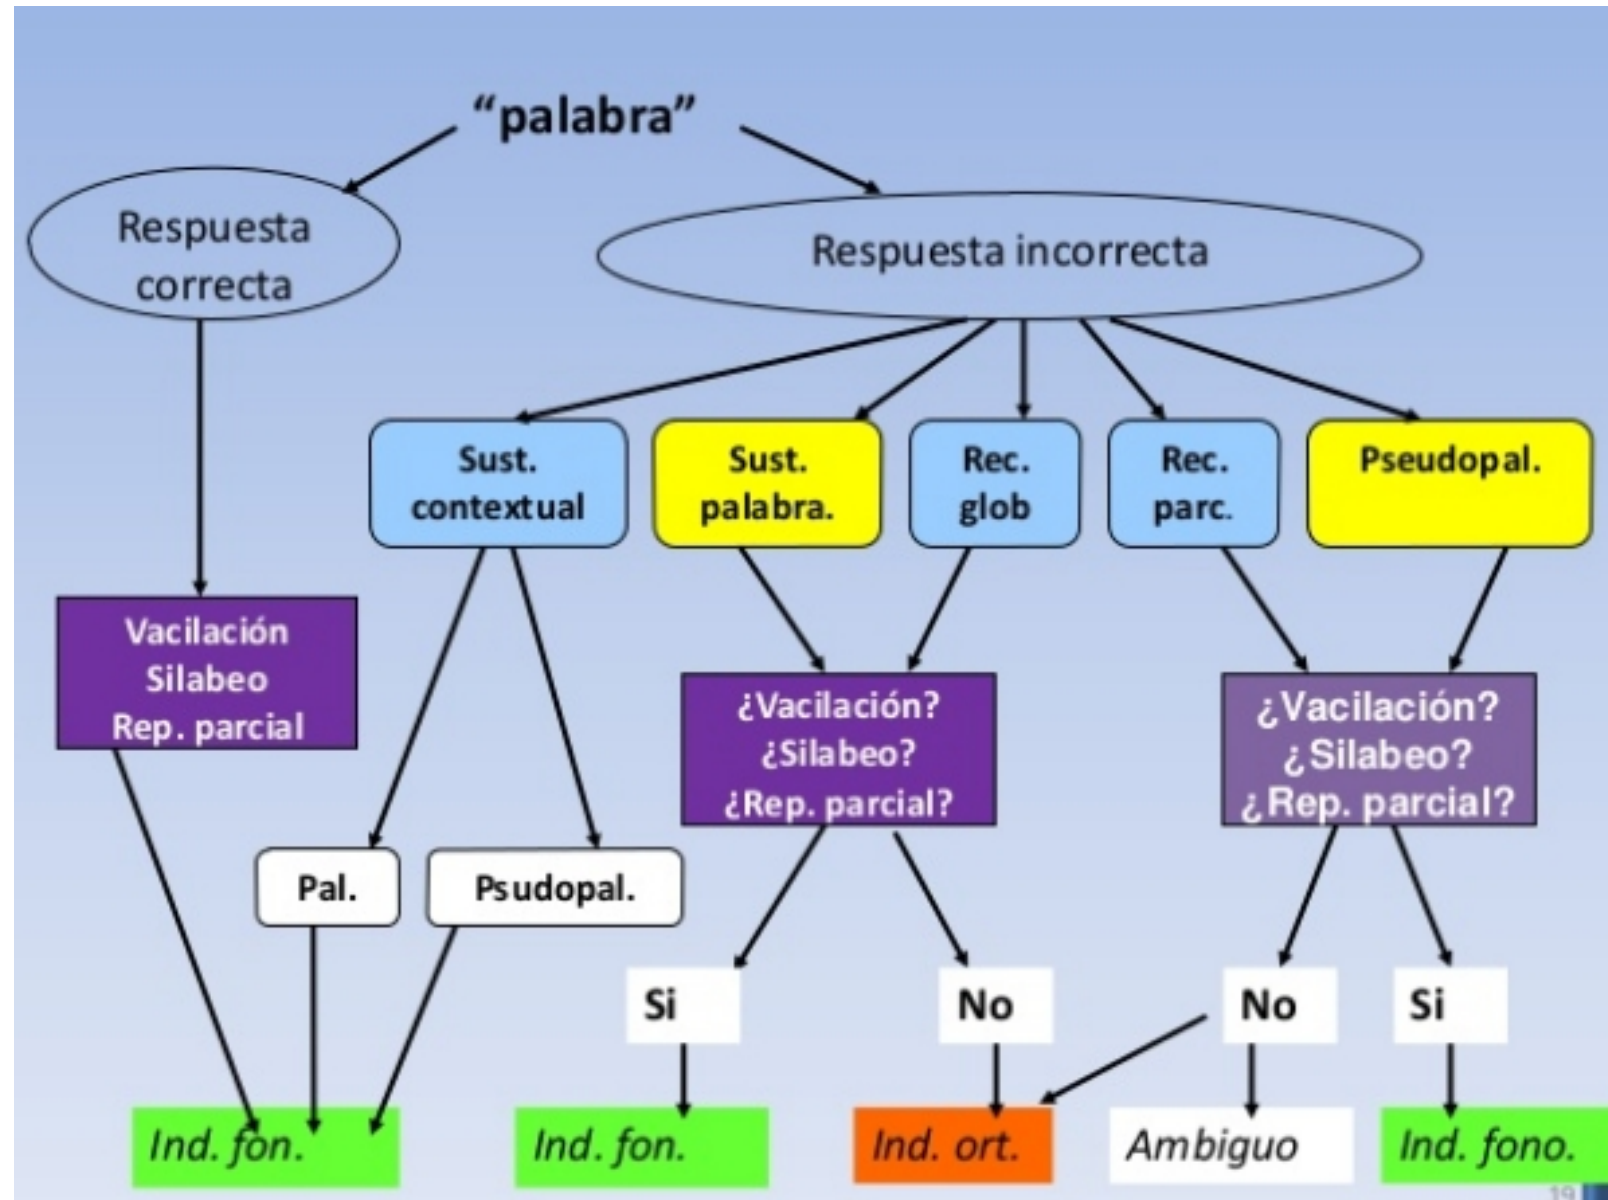 “palabra”
Respuesta
correcta
Respuesta incorrecta
Sust.
contextual
Sust.
palabra.
Rec.
glob
Rec.
parc.
Pseudopal.
Vacilación
Silabeo
Rep. parcial
¿Vacilación?
¿Silabeo?
¿Rep. parcial?
¿Vacilación?
¿Silabeo?
¿Rep. parcial?
Pal.
Psudopal.
Si
No
No
Si
Ind. fon.
Ind. fon.
Ind. ort.
Ambiguo
Ind. fono.
19